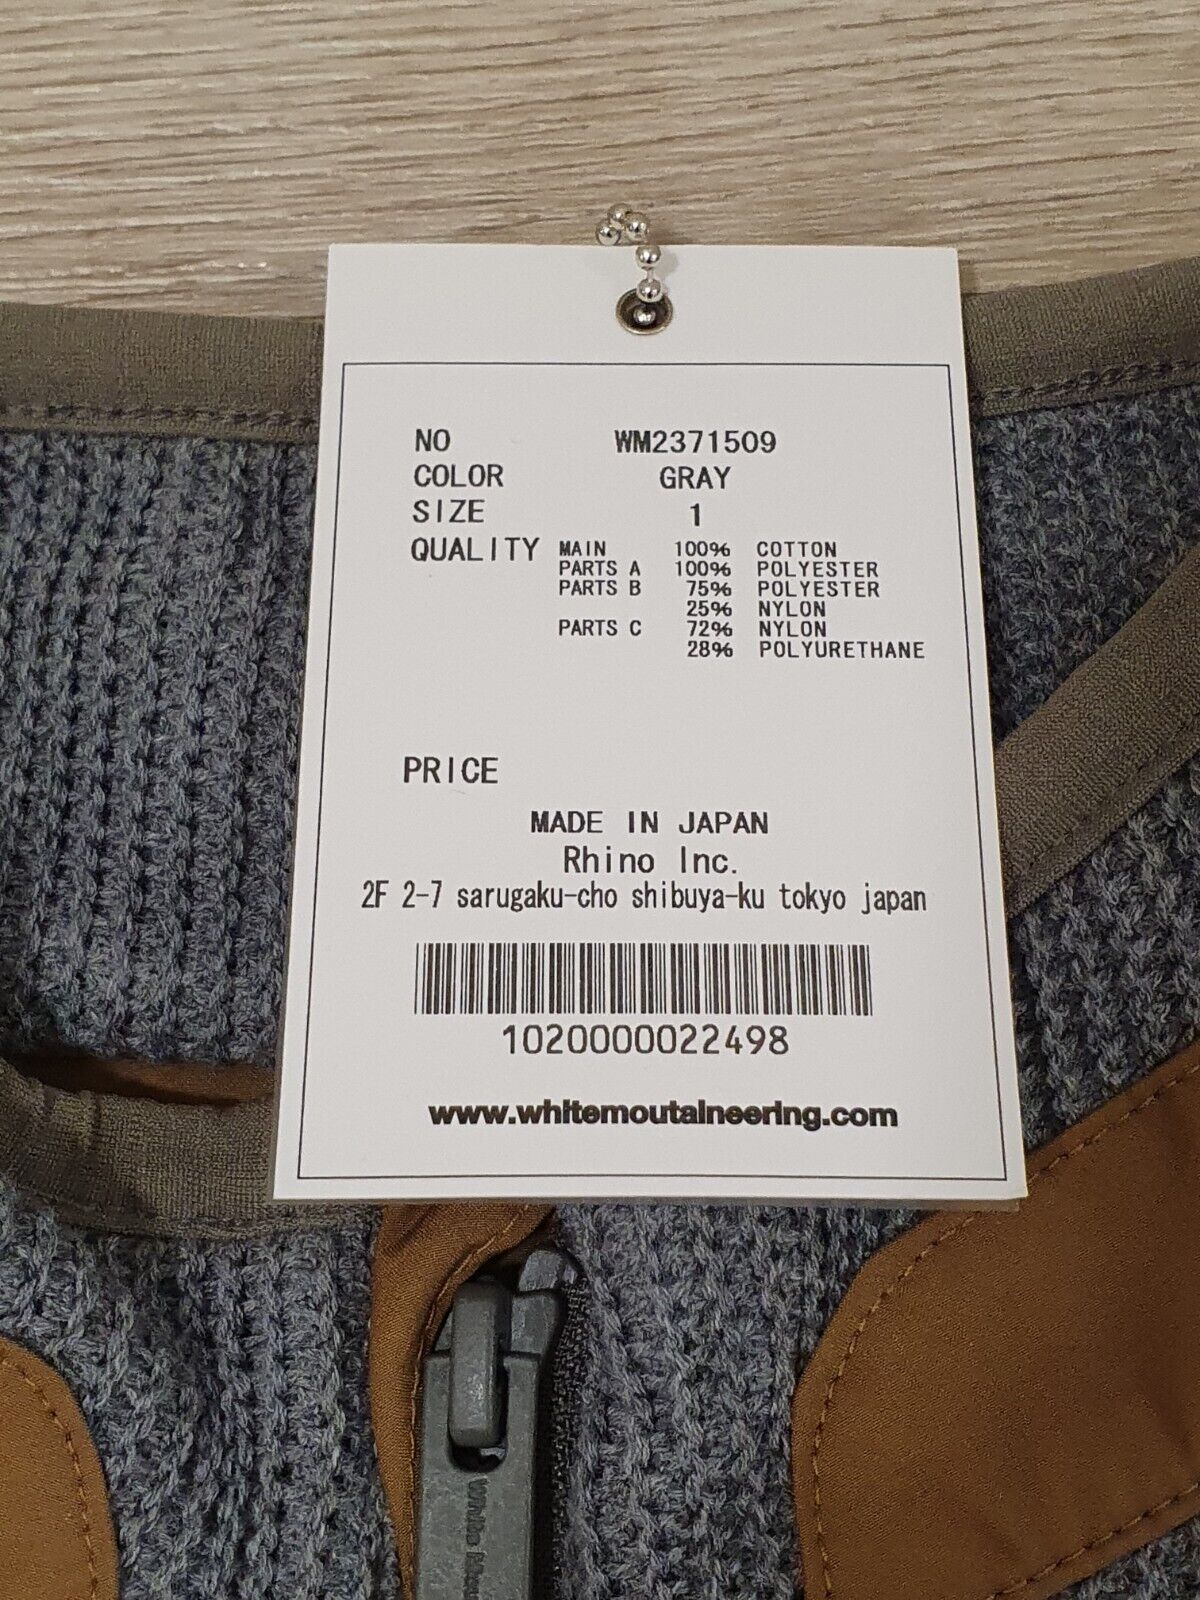 NO WM2371509
COLOR GRAY
SIZE 1
QUALITY MAIN 100% COTTON
PARTS A 100% POLYESTER
PARTS B 75% POLYESTER
25% NYLON
PARTS C 72% NYLON
28% POLYURETHANE
PRICE
MADE IN JAPAN
Rhino Inc.
2F 2-7 sarugaku-cho shibuya-ku tokyo japan
1020000022498
www.whitemoutaineering.com
White